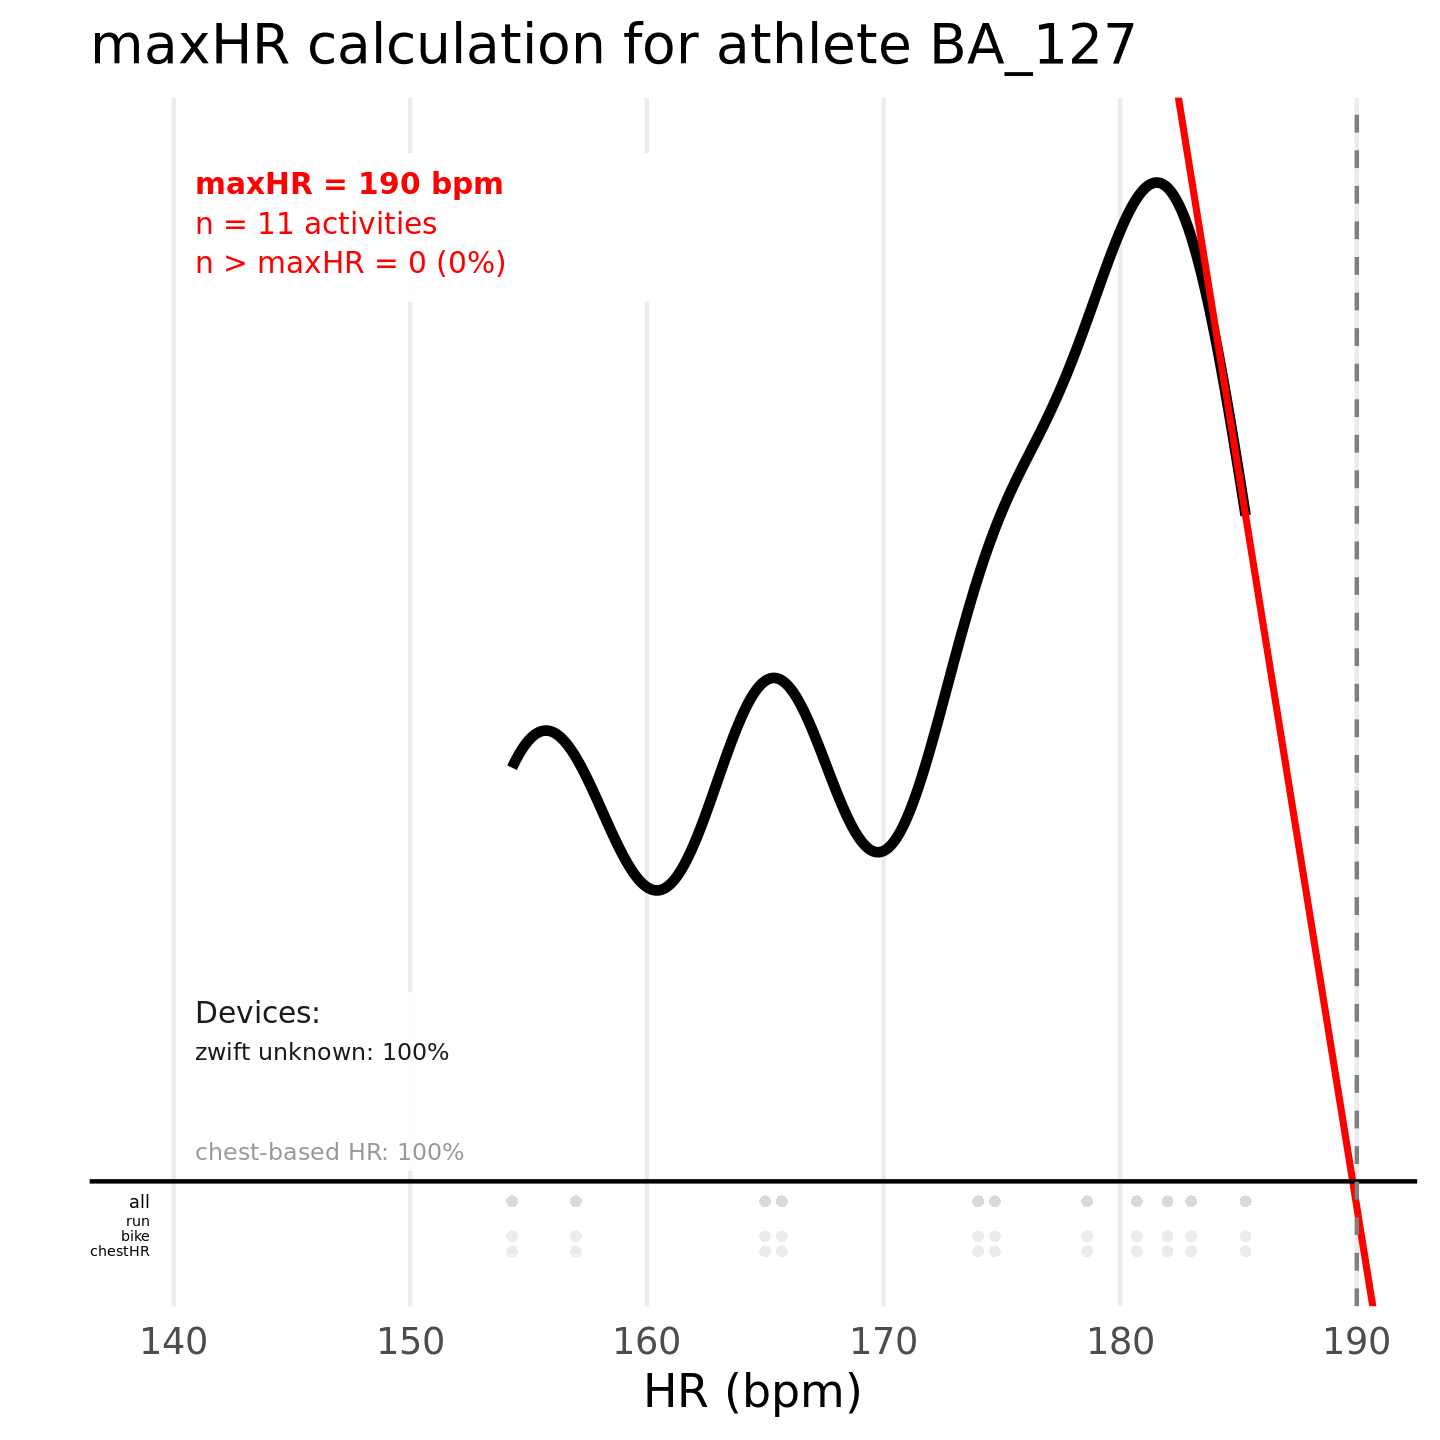 maxHR calculation for athlete BA_127
maxHR = 190 bpm
n = 11 activities
n > maxHR = 0 (0%)
Devices:
zwift unknown: 100%
chest-based HR: 100%
all
run
bike
chestHR
140 150 160 170 180 190
HR (bpm)